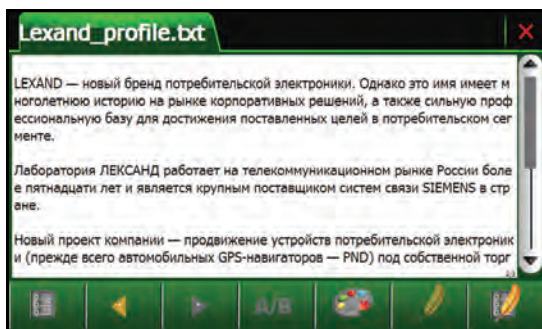 Lexand_profile.txt
LEXAND — новый бренд потребительской электроники. Однако это имя имеет м
ноголетнюю историю на рынке корпоративных решений, а также сильную проф
ессиональную базу для достижения поставленных целей в потребительском сег
менте.
Лаборатория ЛЕКСАНД работает на телекоммуникационном рынке России боле
е пятнадцати лет и является крупным поставщиком систем связи SIEMENS в стр
ане.
Новый проект компании — продвижение устройств потребительской электроник
и (прежде всего автомобильных GPS-навигаторов — PND) под собственной торг
A/B